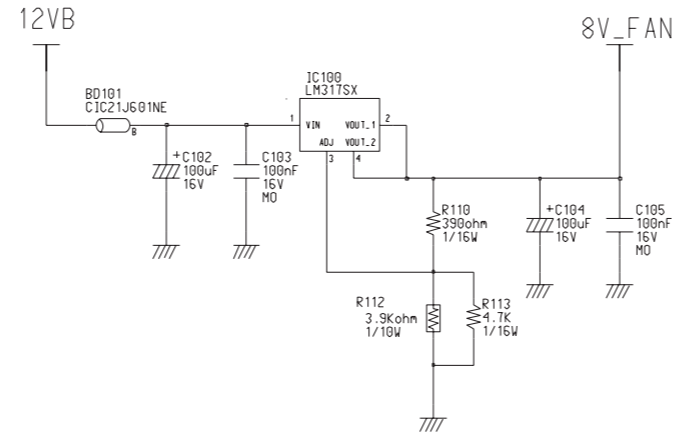 12VB
8V_FAN
BD101
CIC21J601NE
B
IC100
LM317SX
1
VIN
VOUT_1
2
ADJ
VOUT_2
3
4
+C102
100uF
16V
C103
100nF
16V
MO
R110
390ohm
1/16W
+C104
100uF
16V
C105
100nF
16V
MO
R112
3.9Kohm
1/10W
R113
4.7K
1/16W